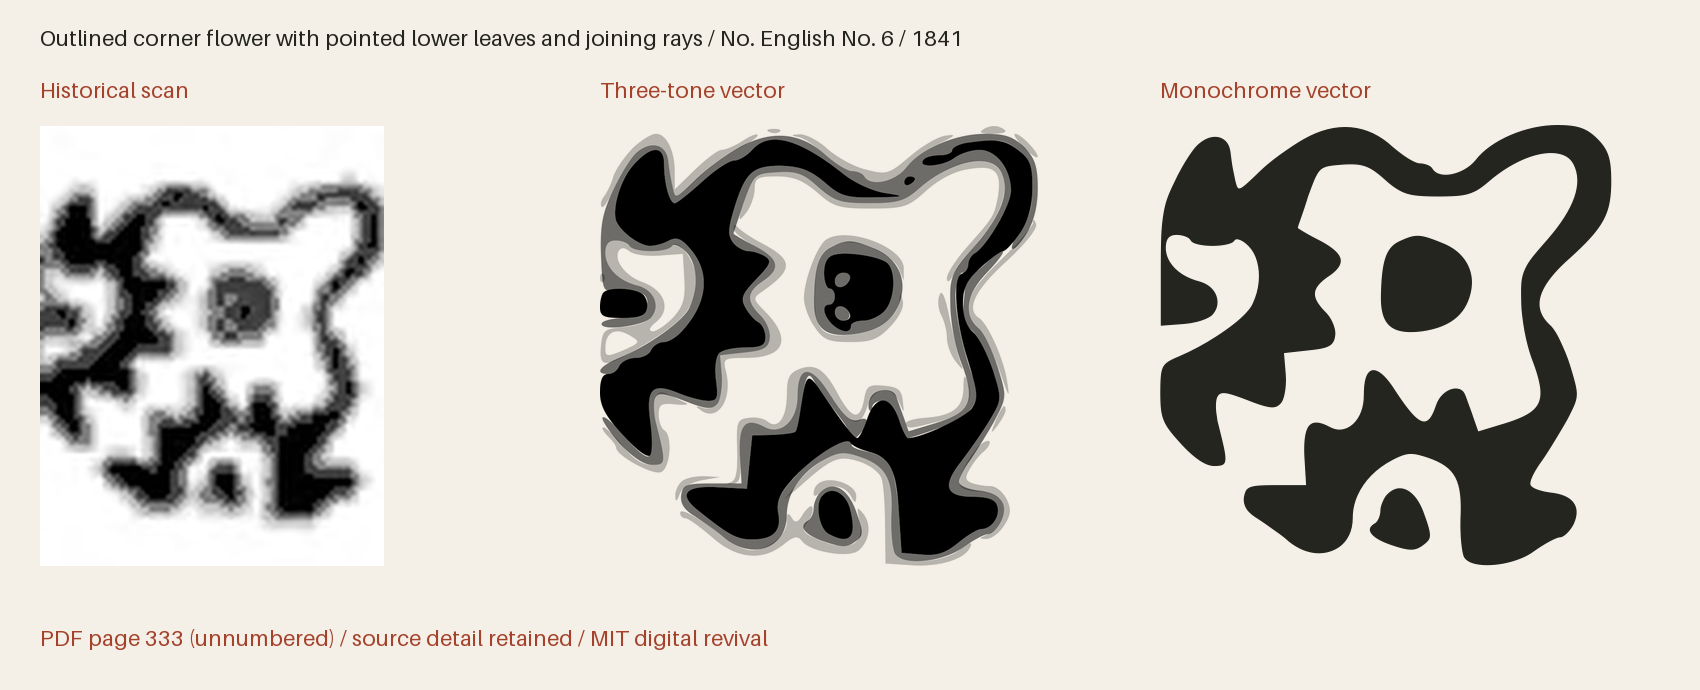 Outlined corner flower with pointed lower leaves and joining rays / No. English No. 6 / 1841
Historical scan
Three-tone vector
Monochrome vector
PDF page 333 (unnumbered) / source detail retained / MIT digital revival